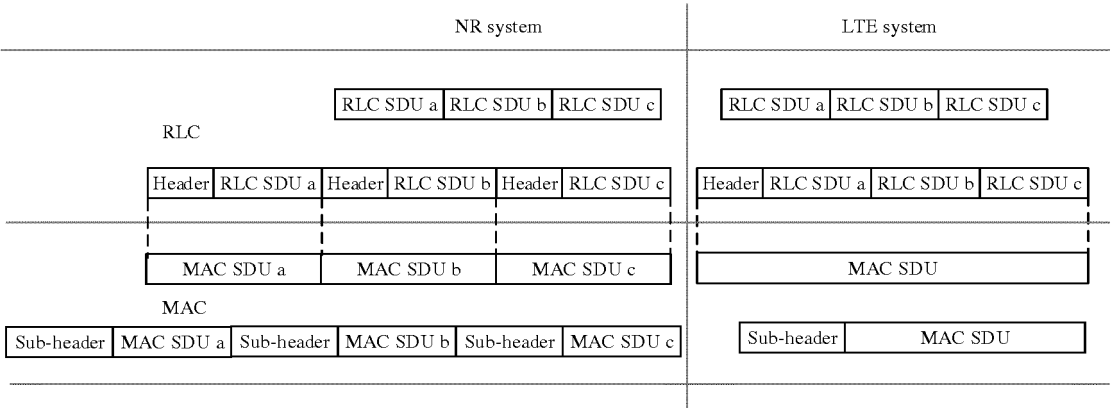 NR system LTE system
RLC SDU a RLC SDU b RLC SDU c RLC SDU a RLC SDU b RLC SDU c
RLC
Header RLC SDU a Header RLC SDU b Header RLC SDU c Header RLC SDU a RLC SDU b RLC SDU c
MAC SDU a MAC SDU b MAC SDU c MAC SDU
MAC
Sub-header MAC SDU a Sub-header MAC SDU b Sub-header MAC SDU c Sub-header MAC SDU